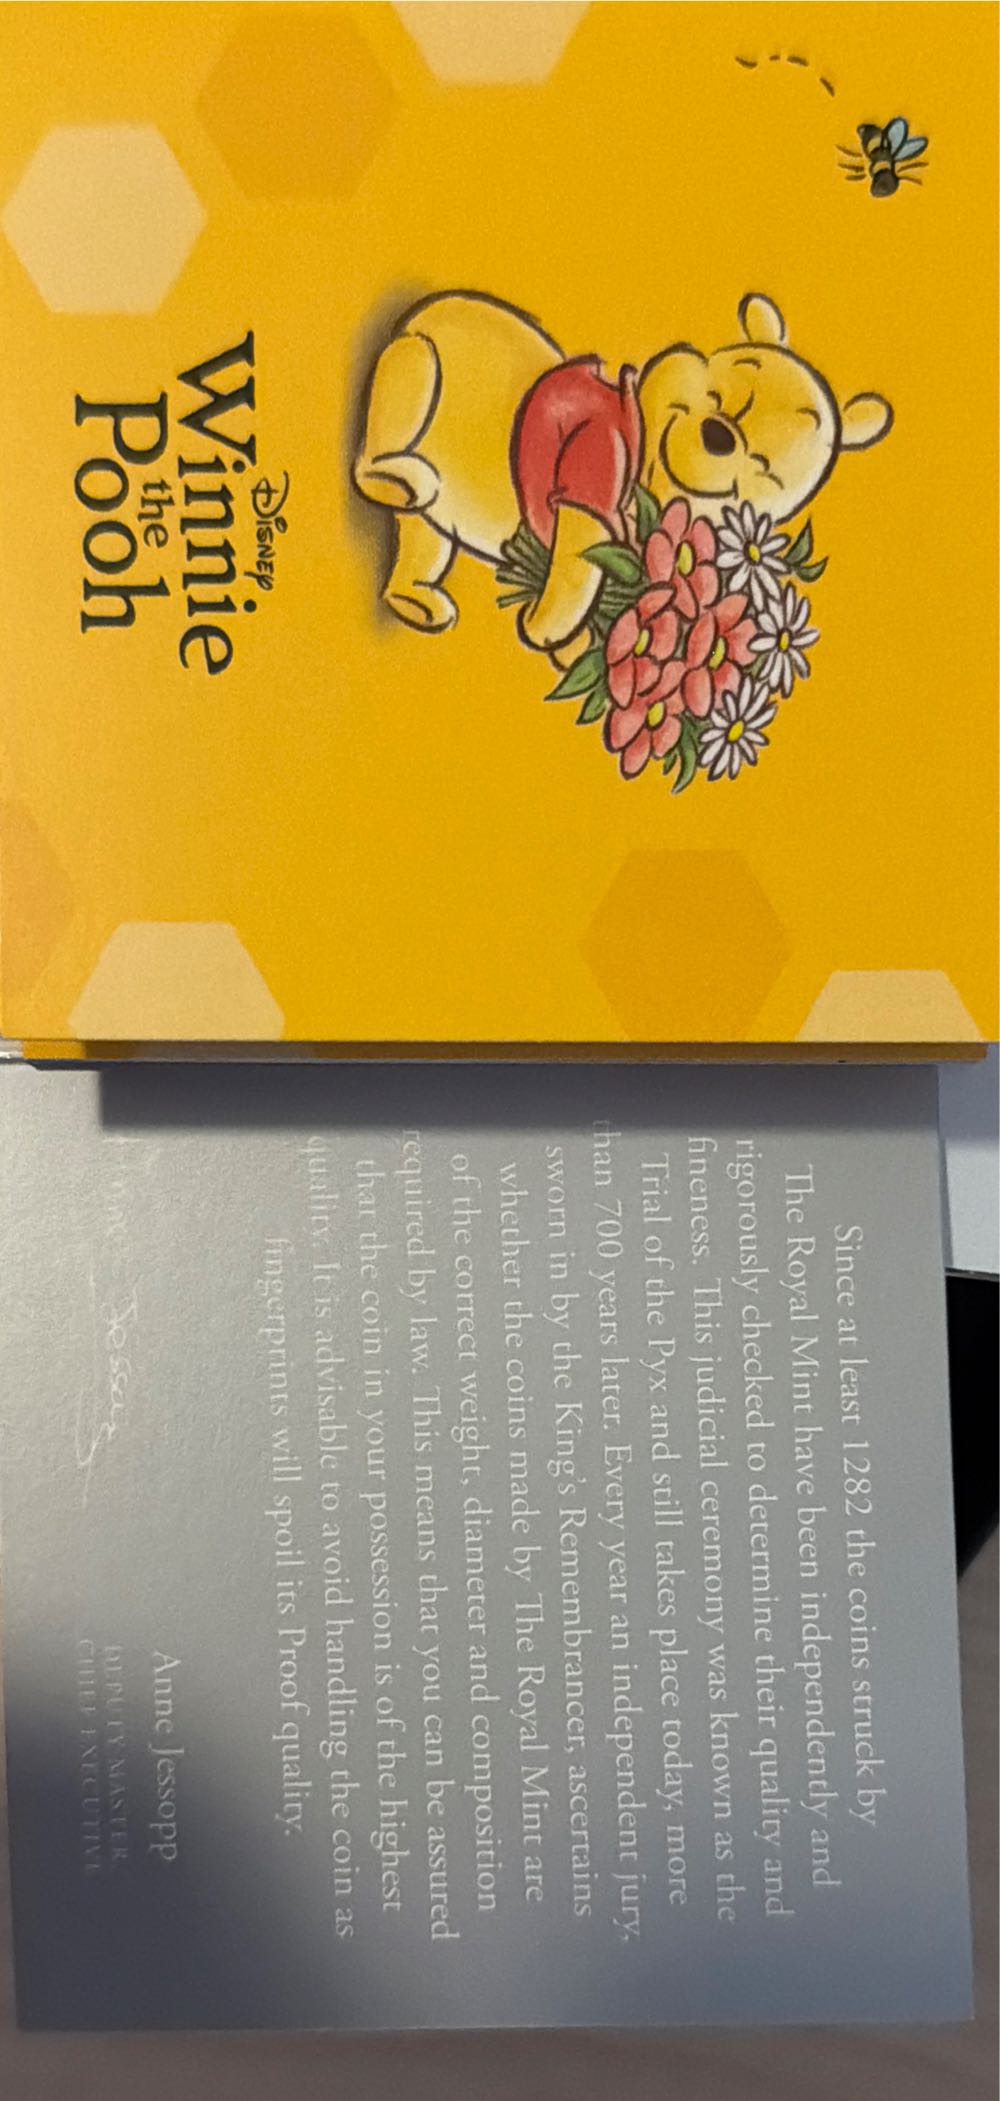 Disney
Winnie
the
Pooh
Since at least 1282 the coins struck by
The Royal Mint have been independently and
rigorously checked to determine their quality and
fineness. This judicial ceremony was known as the
Trial of the Pyx and still takes place today, more
than 700 years later. Every year an independent jury,
sworn in by the King's Remembrancer, ascertains
whether the coins made by The Royal Mint are
of the correct weight, diameter and composition
required by law. This means that you can be assured
that the coin in your possession is of the highest
quality. It is advisable to avoid handling the coin as
fingerprints will spoil its Proof quality.
Jessopp
Anne Jessopp
DEPUTY MASTER,
CHIEF EXECUTIVE